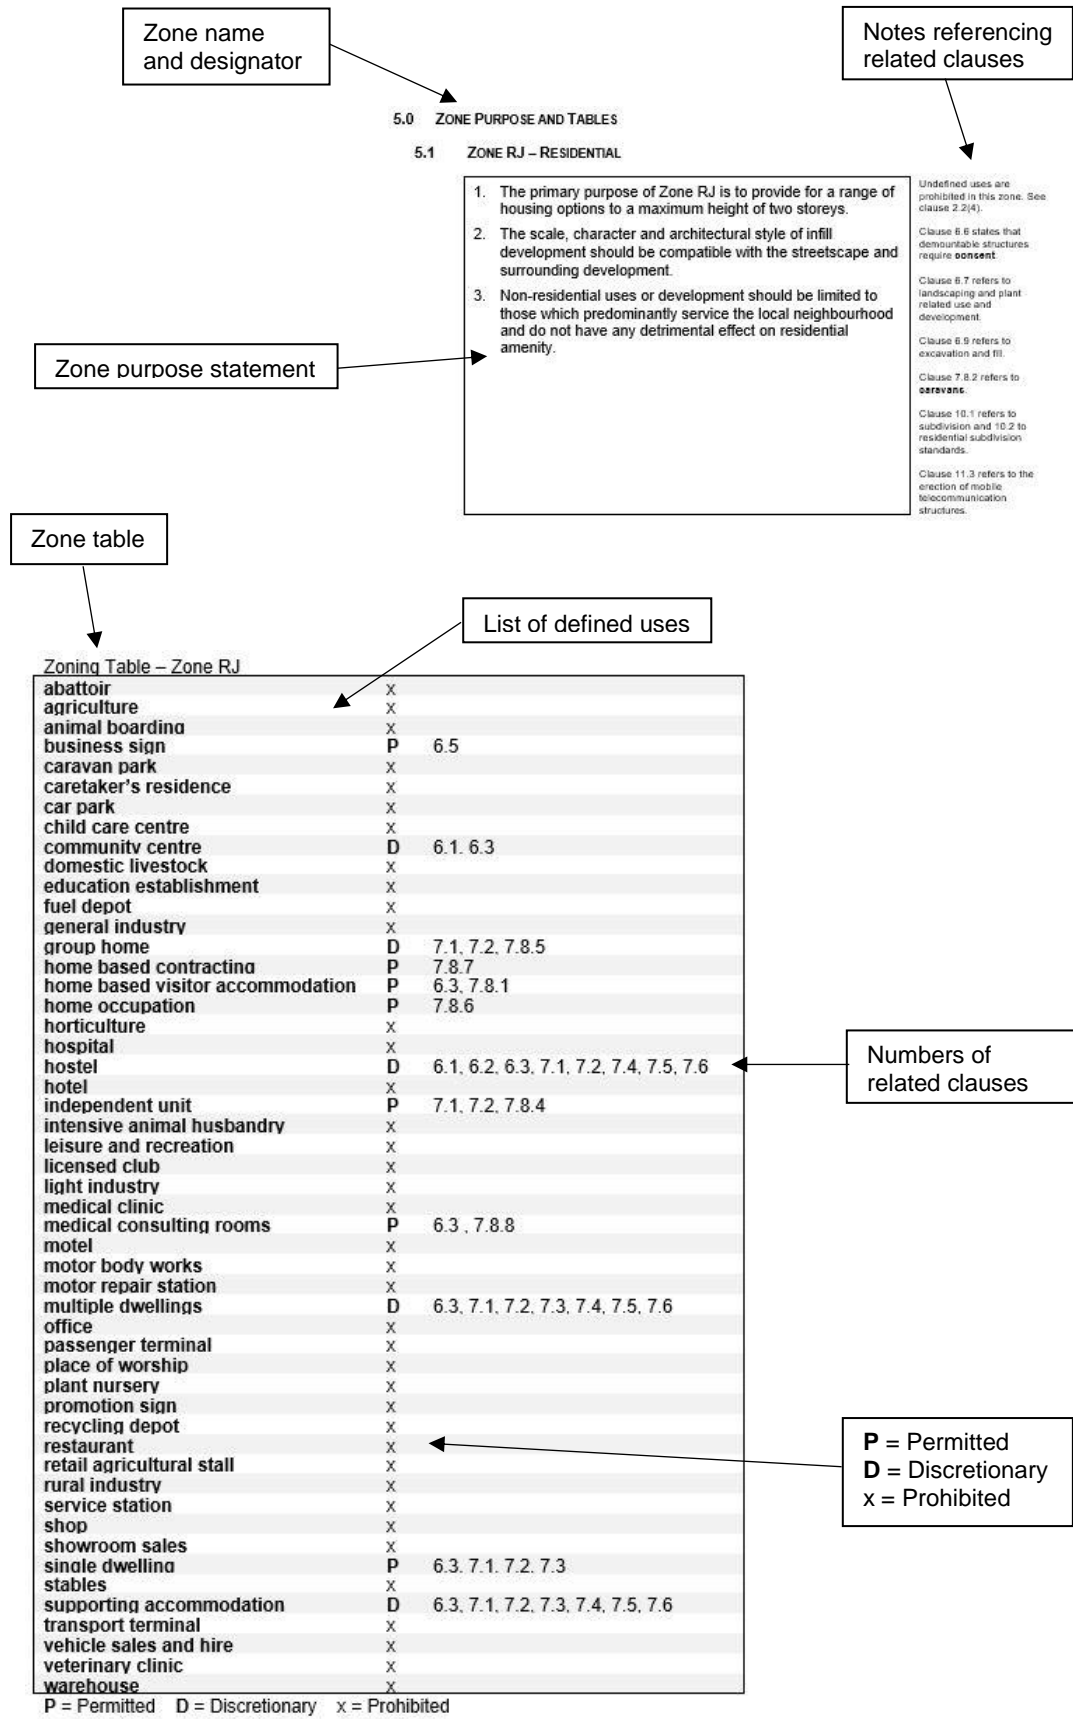 Zone name
and designator
Notes referencing
related clauses
5.0 ZONE PURPOSE AND TABLES
5.1 ZONE RJ – RESIDENTIAL
1. The primary purpose of Zone RJ is to provide for a range of
housing options to a maximum height of two storeys.
2. The scale, character and architectural style of infill
development should be compatible with the streetscape and
surrounding development.
3. Non-residential uses or development should be limited to
those which predominantly service the local neighbourhood
and do not have any detrimental effect on residential
amenity.
Undefined uses are
prohibited in this zone. See
clause 2.2(4).
Clause 6.6 states that
demountable structures
require consent
Clause 6.7 refers to
landscaping and plant
related use and
development.
Clause 6.9 refers to
excavation and fill.
Clause 7.8.2 refers to
caravans.
Clause 10.1 refers to
subdivision and 10.2 to
residential subdivision
standards.
Clause 11.3 refers to the
erection of mobile
telecommunication
structures.
Zone purpose statement
Zone table
List of defined uses
Zoning Table – Zone RJ
abattoir x
agriculture x
animal boarding x
business sign P 6.5
caravan park x
caretaker's residence x
car park x
child care centre x
community centre D 6.1. 6.3
domestic livestock x
education establishment x
fuel depot x
general industry x
group home D 7.1, 7.2, 7.8.5
home based contracting P 7.8.7
home based visitor accommodation P 6.3, 7.8.1
home occupation P 7.8.6
horticulture x
hospital x
hostel D 6.1, 6.2, 6.3, 7.1, 7.2, 7.4, 7.5, 7.6
hotel x
independent unit P 7.1, 7.2, 7.8.4
intensive animal husbandry x
leisure and recreation x
licensed club x
light industry x
medical clinic x
medical consulting rooms P 6.3 , 7.8.8
motel x
motor body works x
motor repair station x
multiple dwellings D 6.3, 7.1, 7.2, 7.3, 7.4, 7.5, 7.6
office x
passenger terminal x
place of worship x
plant nursery x
promotion sign x
recycling depot x
restaurant x
retail agricultural stall x
rural industry x
service station x
shop x
showroom sales x
single dwelling P 6.3. 7.1. 7.2. 7.3
stables x
supporting accommodation D 6.3, 7.1, 7.2, 7.3, 7.4, 7.5, 7.6
transport terminal x
vehicle sales and hire x
veterinary clinic x
warehouse x
P = Permitted D = Discretionary x = Prohibited
Numbers of
related clauses
P = Permitted
D = Discretionary
x = Prohibited